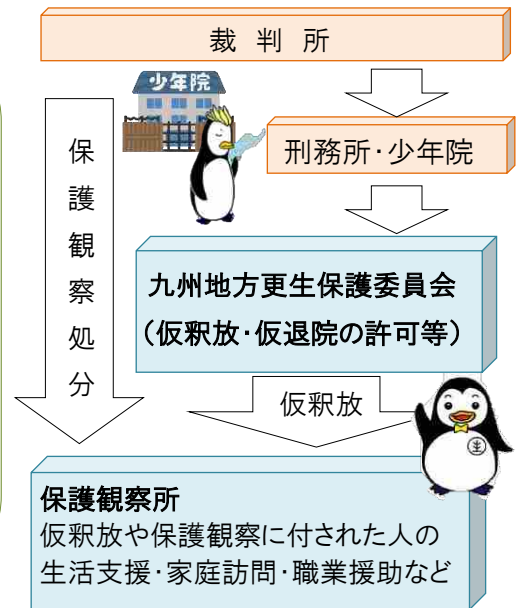 裁判所
少年院
刑務所・少年院
保護観察処分
九州地方更生保護委員会
（仮釈放・仮退院の許可等）
仮釈放
保護観察所
仮釈放や保護観察に付された人の
生活支援・家庭訪問・職業援助など